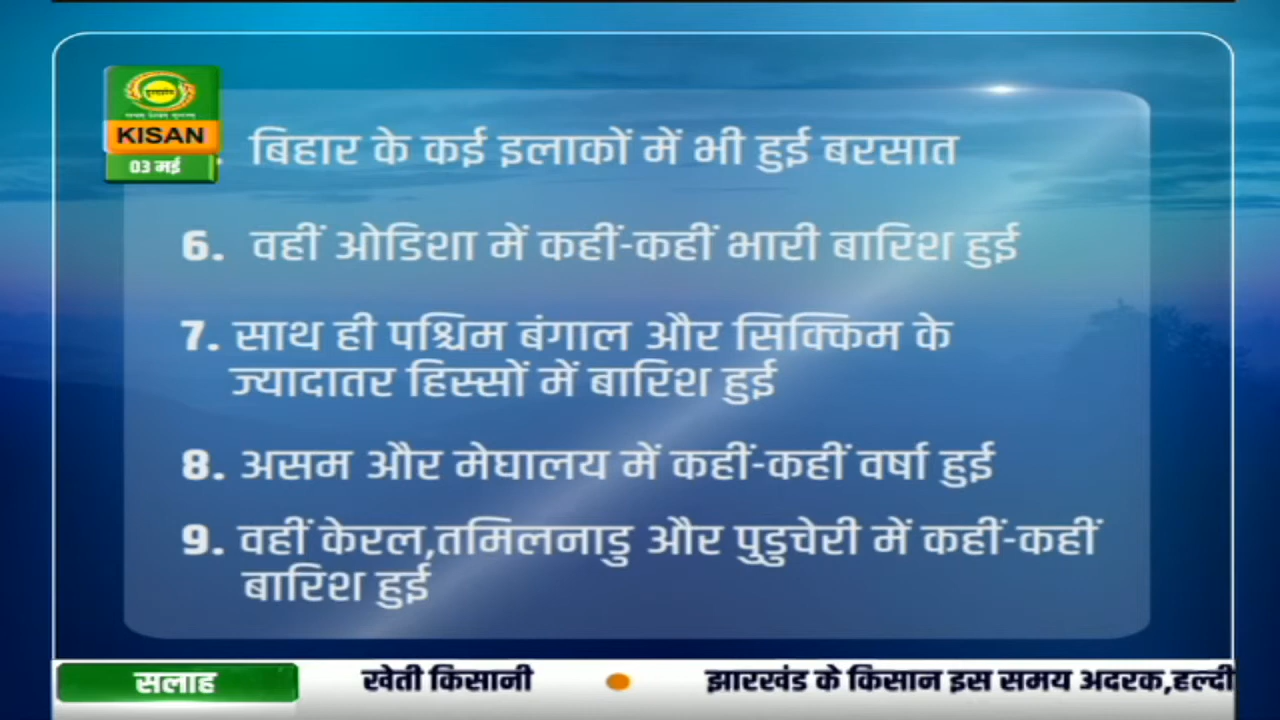 KISAN
03 मई
बिहार के कई इलाकों में भी हुई बरसात
6. वहीं ओडिशा में कहीं-कहीं भारी बारिश हुई
7. साथ ही पश्चिम बंगाल और सिक्किम के
ज्यादातर हिस्सों में बारिश हुई
8. असम और मेघालय में कहीं-कहीं वर्षा हुई
9. वहीं केरल,तमिलनाडु और पुडुचेरी में कहीं-कहीं
बारिश हुई
सलाह खेती किसानी • झारखंड के किसान इस समय अदरक,हल्दी